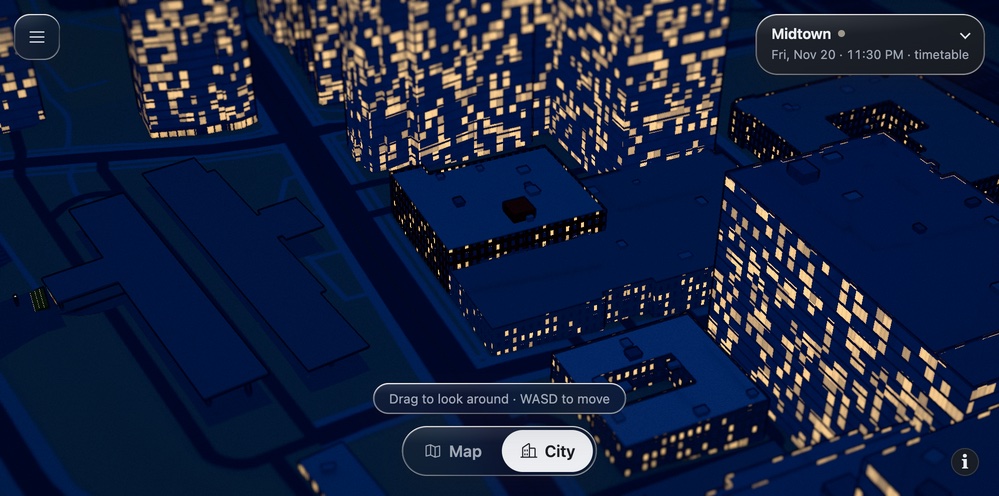 Midtown
Fri, Nov 20 · 11:30 PM · timetable
Drag to look around · WASD to move
Map
City
i